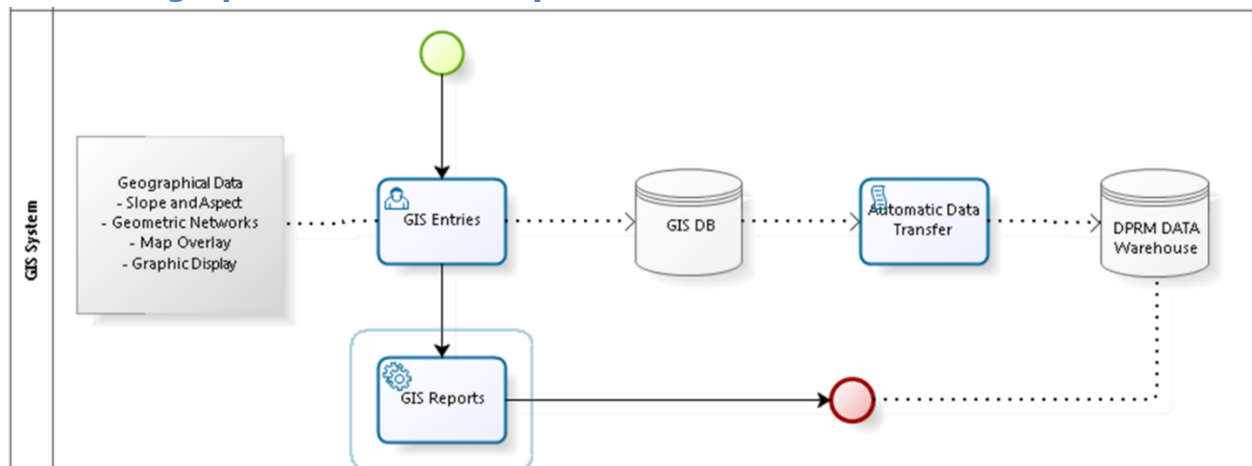 GIS System
Geographical Data
- Slope and Aspect
- Geometric Networks
- Map Overlay
- Graphic Display
GIS Entries
GIS DB
Automatic Data
Transfer
DPRM DATA
Warehouse
GIS Reports